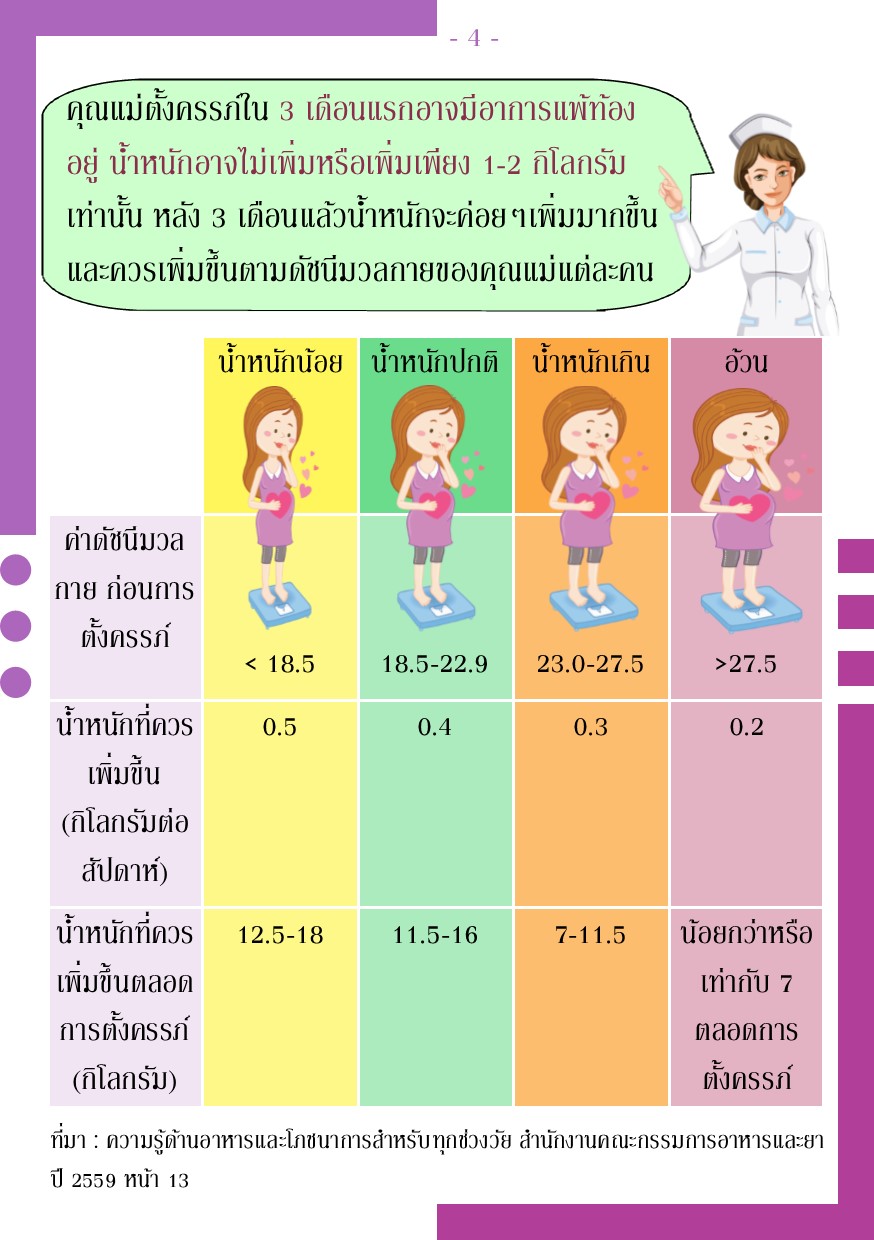 - 4 -
คุณแม่ตั้งครรภ์ใน 3 เดือนแรกอาจมีอาการแพ้ท้อง
อยู่ น้ำหนักอาจไม่เพิ่มหรือเพิ่มเพียง 1-2 กิโลกรัม
เท่านั้น หลัง 3 เดือนแล้วน้ำหนักจะค่อยๆเพิ่มมากขึ้น
และควรเพิ่มขึ้นตามดัชนีมวลกายของคุณแม่แต่ละคน
น้ำหนักน้อย น้ำหนักปกติ น้ำหนักเกิน อ้วน
ค่าดัชนีมวล
กาย ก่อนการ
ตั้งครรภ์
< 18.5 18.5-22.9 23.0-27.5 >27.5
น้ำหนักที่ควร 0.5 0.4 0.3 0.2
เพิ่มขึ้น
(กิโลกรัมต่อ
สัปดาห์)
น้ำหนักที่ควร 12.5-18 11.5-16 7-11.5 น้อยกว่าหรือ
เพิ่มขึ้นตลอด เท่ากับ 7
การตั้งครรภ์ ตลอดการ
(กิโลกรัม) ตั้งครรภ์
ที่มา : ความรู้ด้านอาหารและโภชนาการสำหรับทุกช่วงวัย สำนักงานคณะกรรมการอาหารและยา
ปี 2559 หน้า 13